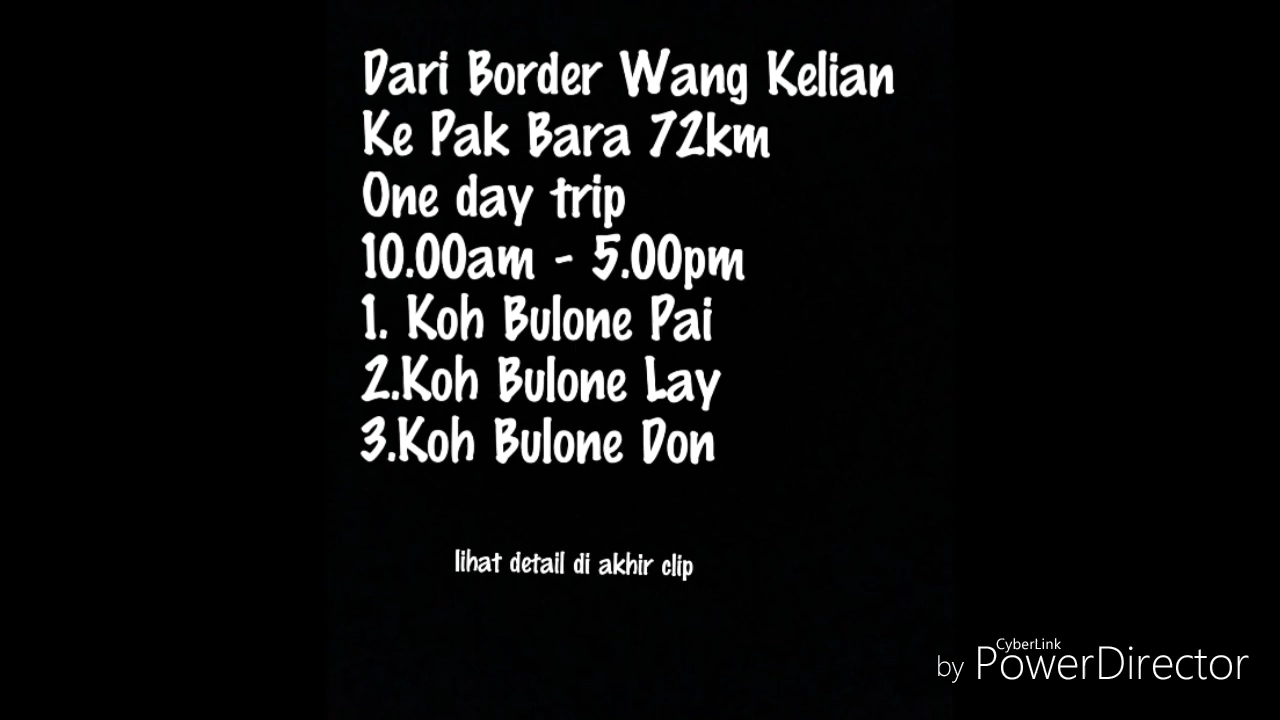 Dari Border Wang Kelian
Ke Pak Bara 72km
One day trip
10.00am - 5.00pm
1. Koh Bulone Pai
2.Koh Bulone Lay
3.Koh Bulone Don
lihat detail di akhir clip
CyberLink
by PowerDirector